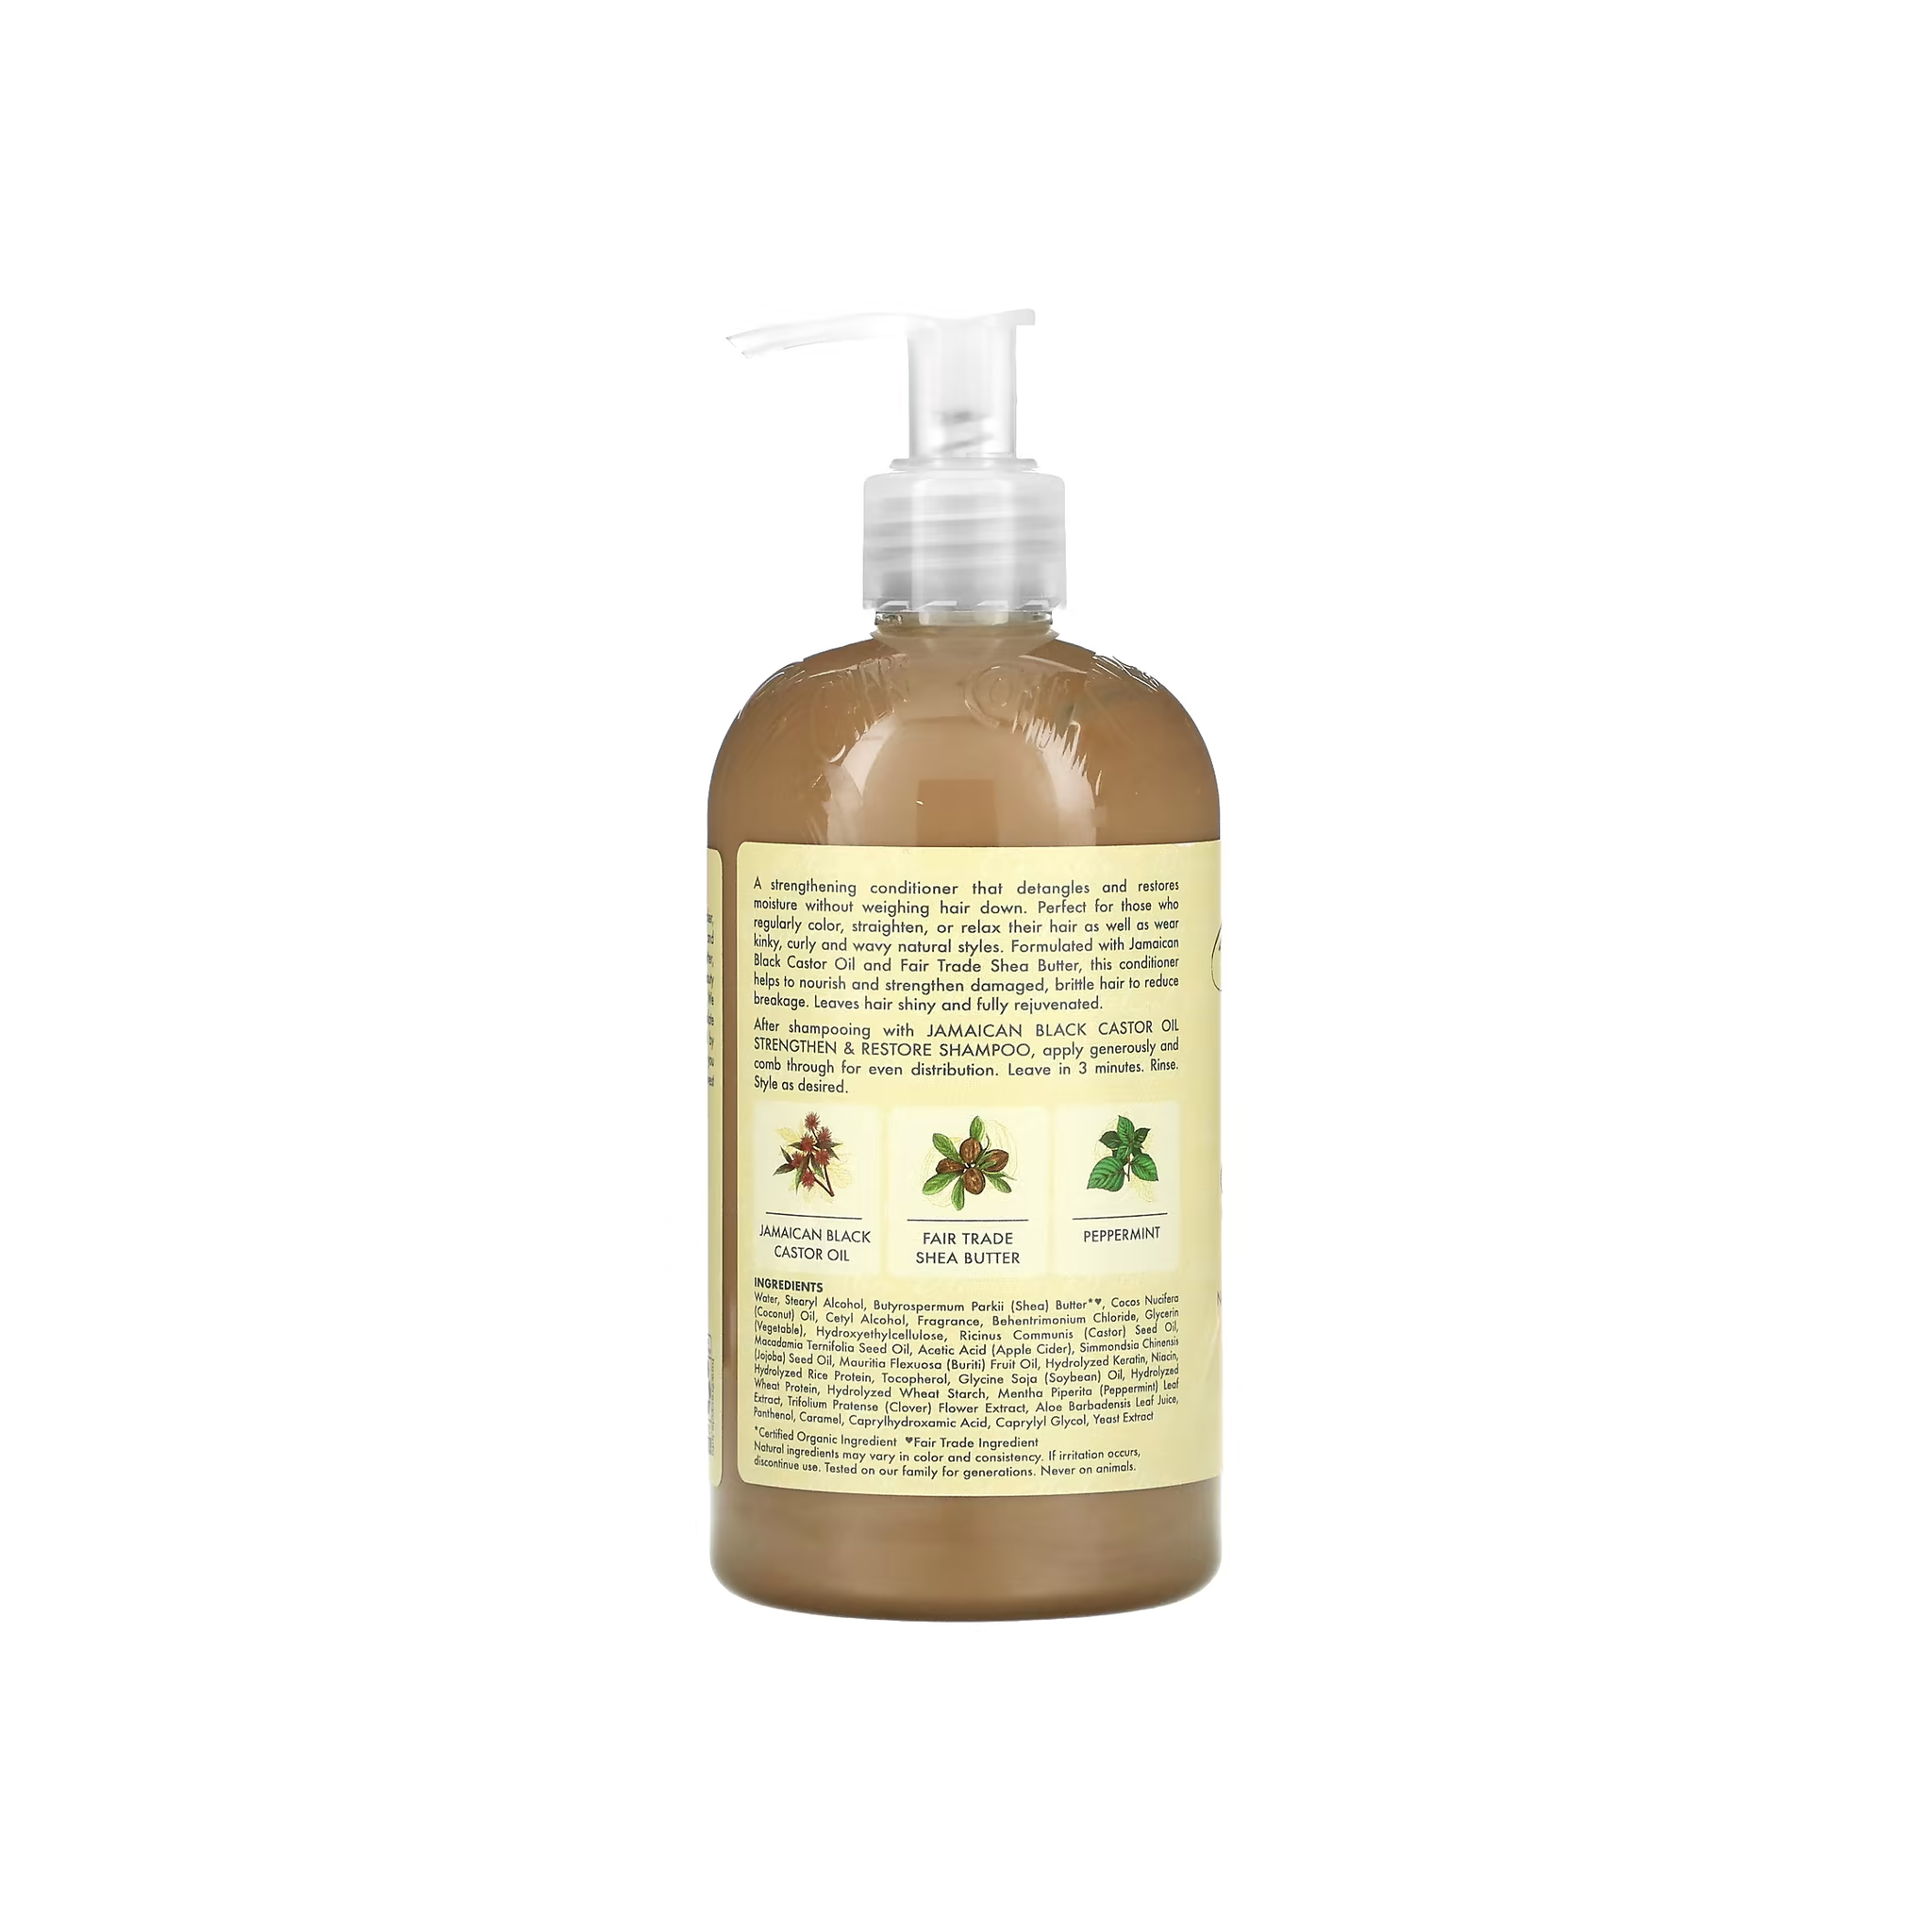 A strengthening conditioner that detangles and restores
moisture without weighing hair down. Perfect for those who
regularly color, straighten, or relax their hair as well as wear
kinky, curly and wavy natural styles. Formulated with Jamaican
Black Castor Oil and Fair Trade Shea Butter, this conditioner
helps to nourish and strengthen damaged, brittle hair to reduce
breakage. Leaves hair shiny and fully rejuvenated.
After shampooing with JAMAICAN BLACK CASTOR OIL
STRENGTHEN & RESTORE SHAMPOO, apply generously and
comb through for even distribution. Leave in 3 minutes. Rinse.
Style as desired.
JAMAICAN BLACK
CASTOR OIL
FAIR TRADE
SHEA BUTTER
PEPPERMINT
INGREDIENTS
Water, Stearyl Alcohol, Butyrospermum Parkii (Shea) Butter*♥, Cocos Nucifera
(Coconut) Oil, Cetyl Alcohol, Fragrance, Behentrimonium Chloride, Glycerin
(Vegetable), Hydroxyethylcellulose, Ricinus Communis (Castor) Seed Oil,
Macadamia Ternifolia Seed Oil, Acetic Acid (Apple Cider), Simmondsia Chinensis
(Jojoba) Seed Oil, Mauritia Flexuosa (Buriti) Fruit Oil, Hydrolyzed Keratin, Niacin,
Hydrolyzed Rice Protein, Tocopherol, Glycine Soja (Soybean) Oil, Hydrolyzed
Wheat Protein, Hydrolyzed Wheat Starch, Mentha Piperita (Peppermint) Leaf
Extract, Trifolium Pratense (Clover) Flower Extract, Aloe Barbadensis Leaf Juice,
Panthenol, Caramel, Caprylhydroxamic Acid, Caprylyl Glycol, Yeast Extract
*Certified Organic Ingredient ♥Fair Trade Ingredient
Natural ingredients may vary in color and consistency. If irritation occurs,
discontinue use. Tested on our family for generations. Never on animals.